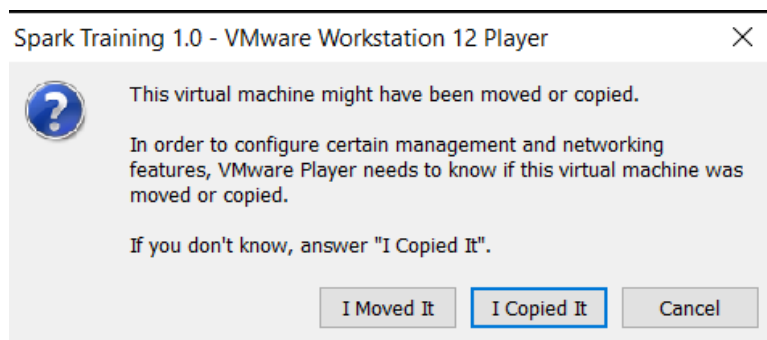 Spark Training 1.0 - VMware Workstation 12 Player
This virtual machine might have been moved or copied.
In order to configure certain management and networking
features, VMware Player needs to know if this virtual machine was
moved or copied.
If you don't know, answer "I Copied It".
I Moved It
I Copied It
Cancel